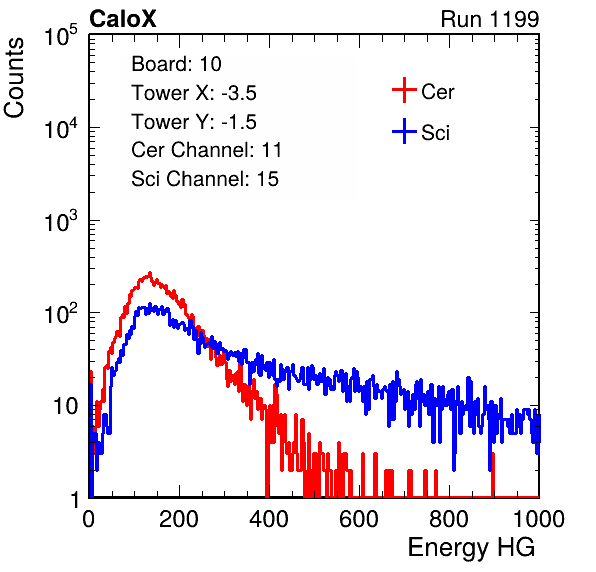 CaloX Run 1199
Counts
Board: 10
Tower X: -3.5
Tower Y: -1.5
Cer Channel: 11
Sci Channel: 15
Cer
Sci
10^5
10^4
10^3
10^2
10
1
0 200 400 600 800 1000
Energy HG